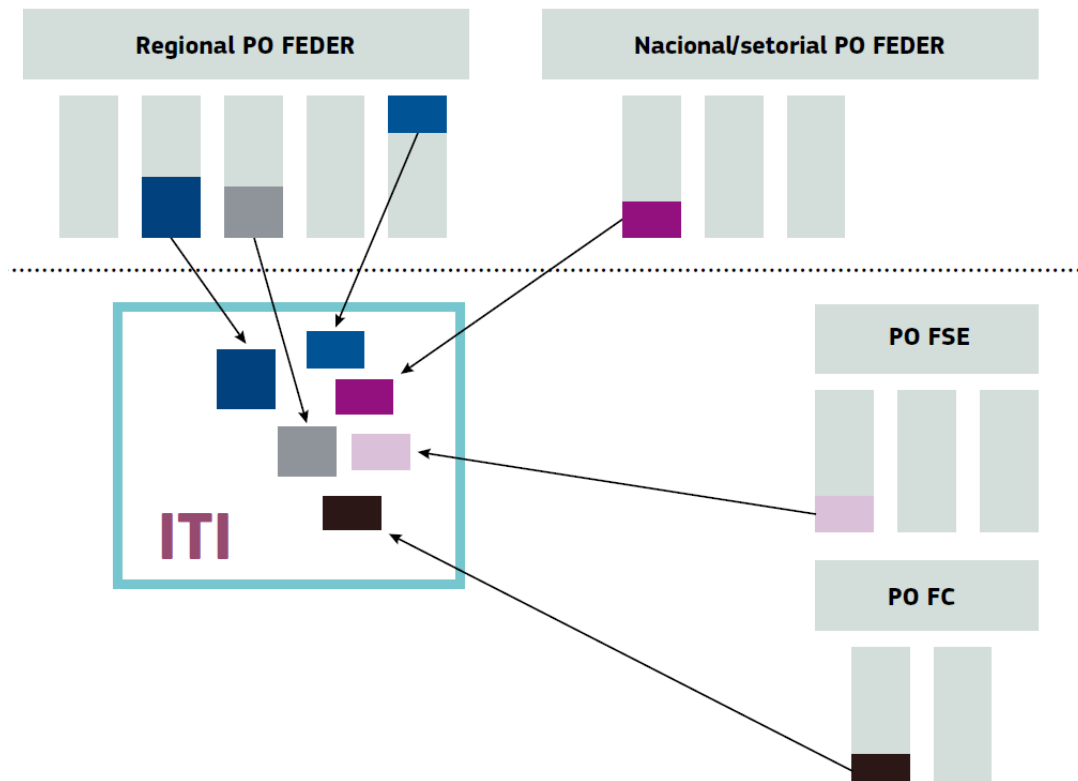 Regional PO FEDER
Nacional/setorial PO FEDER
PO FSE
ITI
PO FC